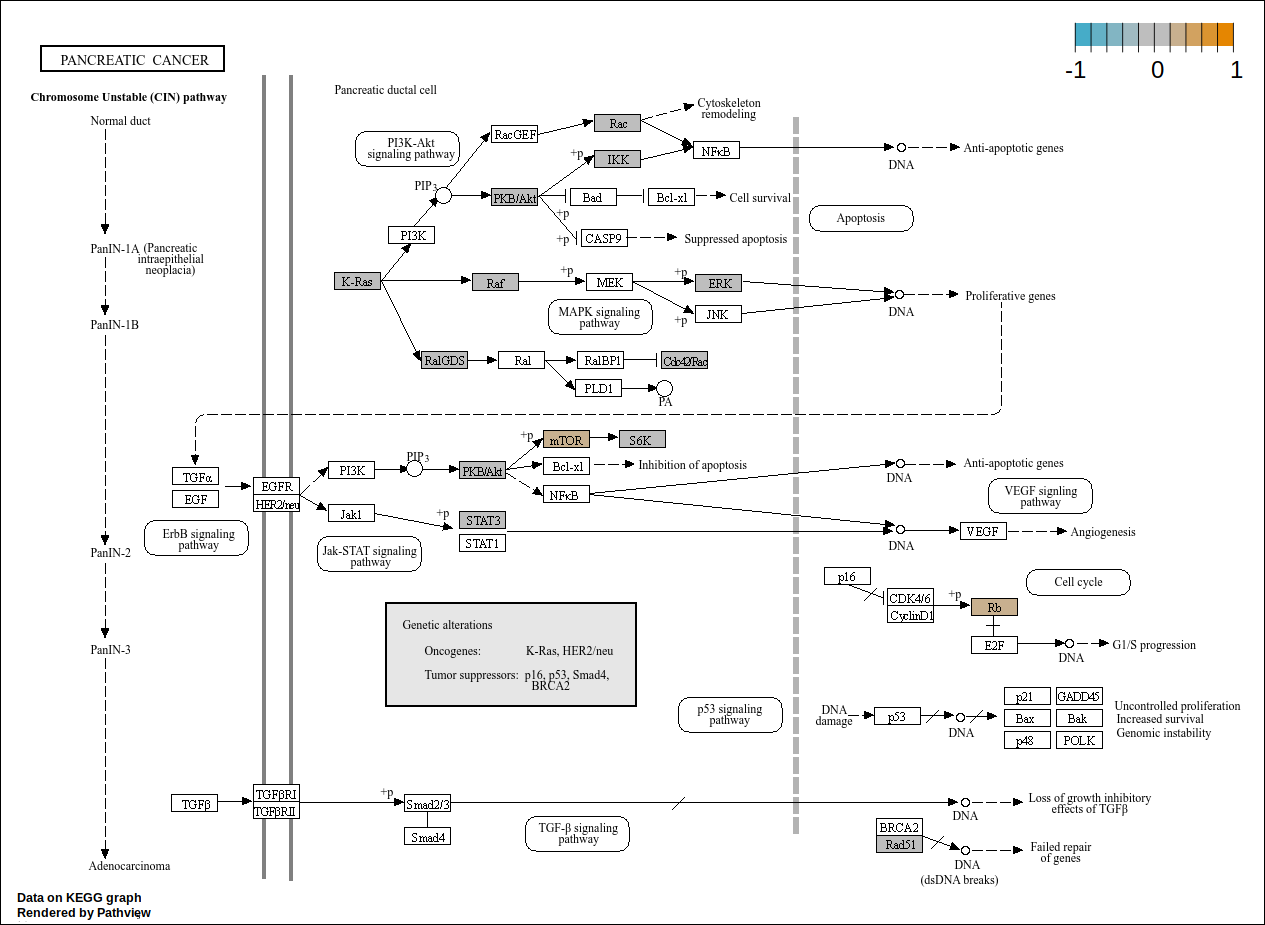 PANCREATIC CANCER
-1 0 1
Chromosome Unstable (CIN) pathway
Normal duct
PanIN-1A (Pancreatic
intraepithelial
neoplacia)
PanIN-1B
PanIN-2
PanIN-3
Adenocarcinoma
Pancreatic ductal cell
PI3K-Akt
signaling pathway
RacGEF
Rac
Cytoskeleton
remodeling
+p
IKK
NFκB
DNA
Anti-apoptotic genes
PIP3
PKB/Akt
Bad
Bcl-xl
Cell survival
+p
+p
CASP9
Suppressed apoptosis
Apoptosis
PI3K
K-Ras
Raf
+p
MEK
+p
ERK
MAPK signaling
pathway
+p
JNK
DNA
Proliferative genes
RalGDS
Ral
RalBP1
Cdc42/Rac
PLD1
PA
TGFα
EGF
EGFR
HER2/neu
ErbB signaling
pathway
PI3K
PIP3
PKB/Akt
+p
mTOR
S6K
Bcl-xl
Inhibition of apoptosis
NFκB
DNA
Anti-apoptotic genes
VEGF signling
pathway
Jak1
+p
STAT3
STAT1
Jak-STAT signaling
pathway
DNA
VEGF
Angiogenesis
p16
CDK4/6
CyclinD1
+p
Rb
Cell cycle
E2F
DNA
G1/S progression
Genetic alterations
Oncogenes: K-Ras, HER2/neu
Tumor suppressors: p16, p53, Smad4,
BRCA2
p53 signaling
pathway
DNA
damage
p53
DNA
p21 GADD45
Bax Bak
p48 POLK
Uncontrolled proliferation
Increased survival
Genomic instability
TGFβ
TGFβRI
TGFβRII
+p
Smad2/3
Smad4
TGF-β signaling
pathway
DNA
Loss of growth inhibitory
effects of TGFβ
BRCA2
Rad51
DNA
(dsDNA breaks)
Failed repair
of genes
Data on KEGG graph
Rendered by Pathview